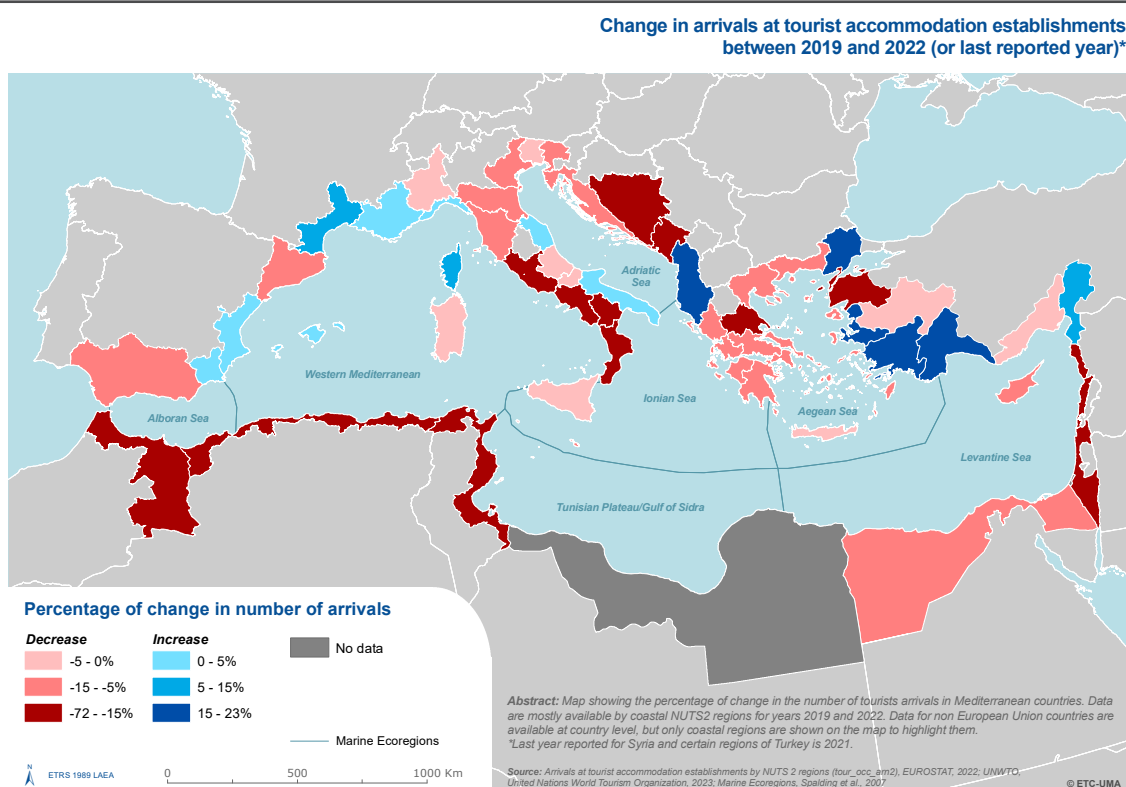 Change in arrivals at tourist accommodation establishments
between 2019 and 2022 (or last reported year)*
Adriatic
Sea
Western Mediterranean
Ionian Sea
Aegean Sea
Alboran Sea
Levantine Sea
Tunisian Plateau/Gulf of Sidra
Percentage of change in number of arrivals
Decrease
Increase
No data
-5 - 0%
0 - 5%
-15 - -5%
5 - 15%
-72 - -15%
15 - 23%
Marine Ecoregions
N
ETRS 1989 LAEA
0 500 1000 Km
Abstract: Map showing the percentage of change in the number of tourists arrivals in Mediterranean countries. Data
are mostly available by coastal NUTS2 regions for years 2019 and 2022. Data for non European Union countries are
available at country level, but only coastal regions are shown on the map to highlight them.
*Last year reported for Syria and certain regions of Turkey is 2021.
Source: Arrivals at tourist accommodation establishments by NUTS 2 regions (tour_occ_arn2), EUROSTAT, 2022; UNWTO,
United Nations World Tourism Organization, 2023; Marine Ecoregions, Spalding et al., 2007
© ETC-UMA